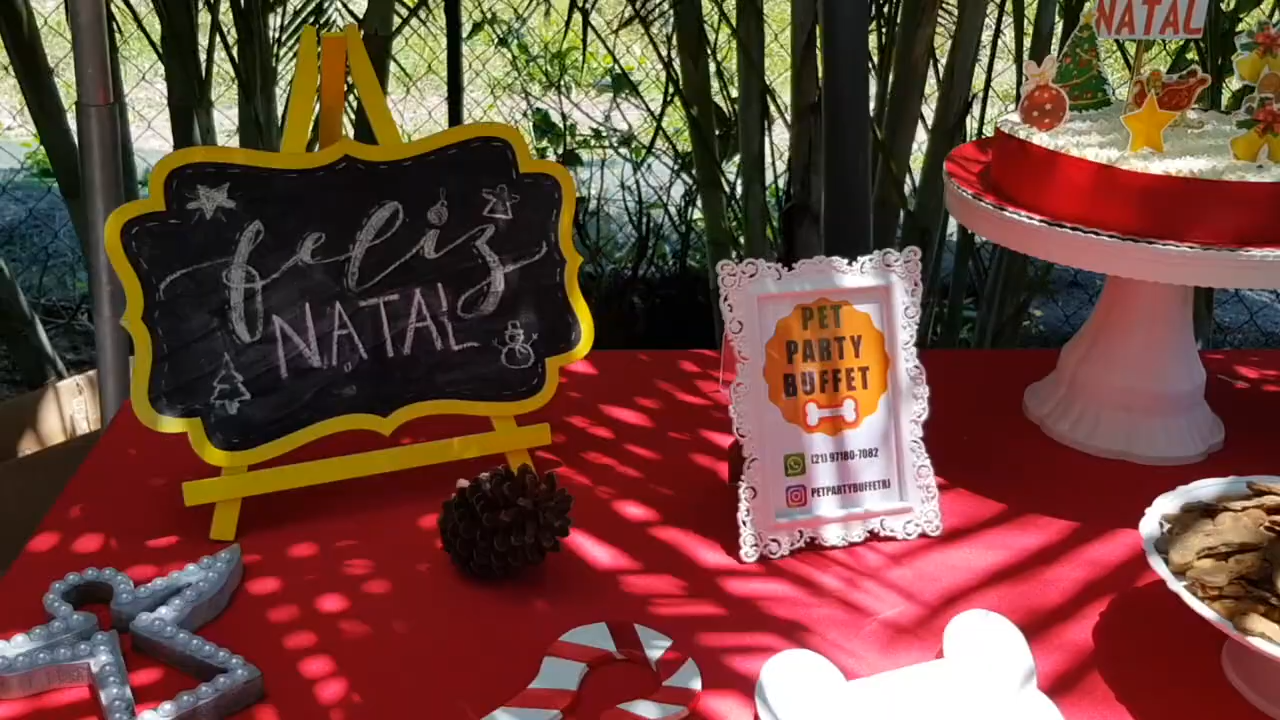 feliz
NATAL
PET
PARTY
BUFFET
(21) 97180-7082
PETPARTYBUFFETRJ
NATAL